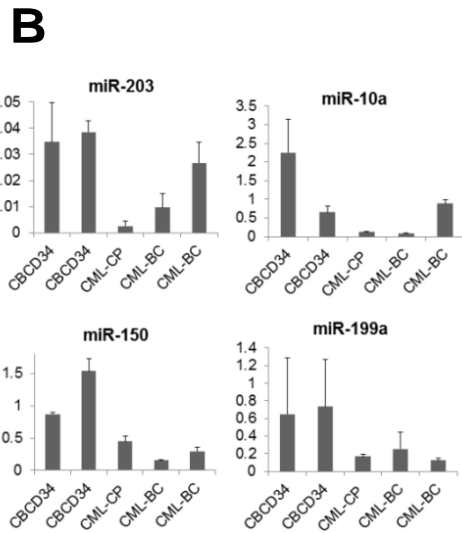 B
miR-203
.05
.04
.03
.02
.01
0
CBCD34 CBCD34 CML-CP CML-BC CML-BC
miR-10a
3.5
3
2.5
2
1.5
1
0.5
0
CBCD34 CBCD34 CML-CP CML-BC CML-BC
miR-150
1.5
1
0.5
0
CBCD34 CBCD34 CML-CP CML-BC CML-BC
miR-199a
1.4
1.2
1
0.8
0.6
0.4
0.2
0
CBCD34 CBCD34 CML-CP CML-BC CML-BC